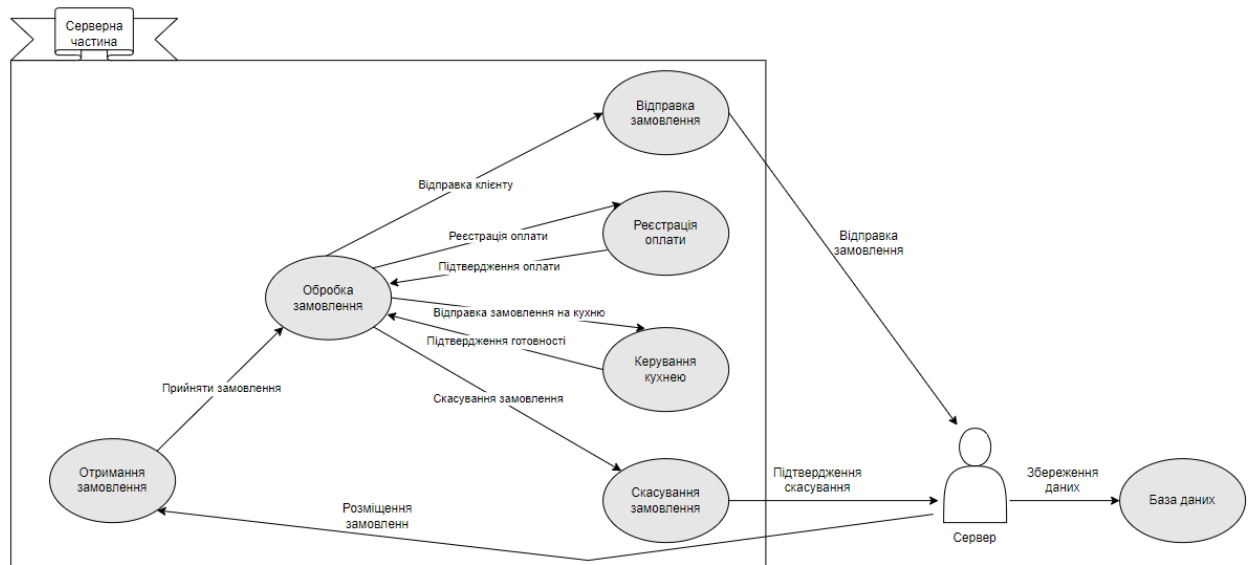 Серверна
частина
Відправка
замовлення
Відправка клієнту
Реєстрація оплати
Реєстрація
оплати
Підтвердження оплати
Відправка
замовлення
Обробка
замовлення
Відправка замовлення на кухню
Підтвердження готовності
Керування
кухнею
Прийняти замовлення
Скасування замовлення
Отримання
замовлення
Скасування
замовлення
Підтвердження
скасування
Збереження
даних
База даних
Розміщення
замовленн
Сервер